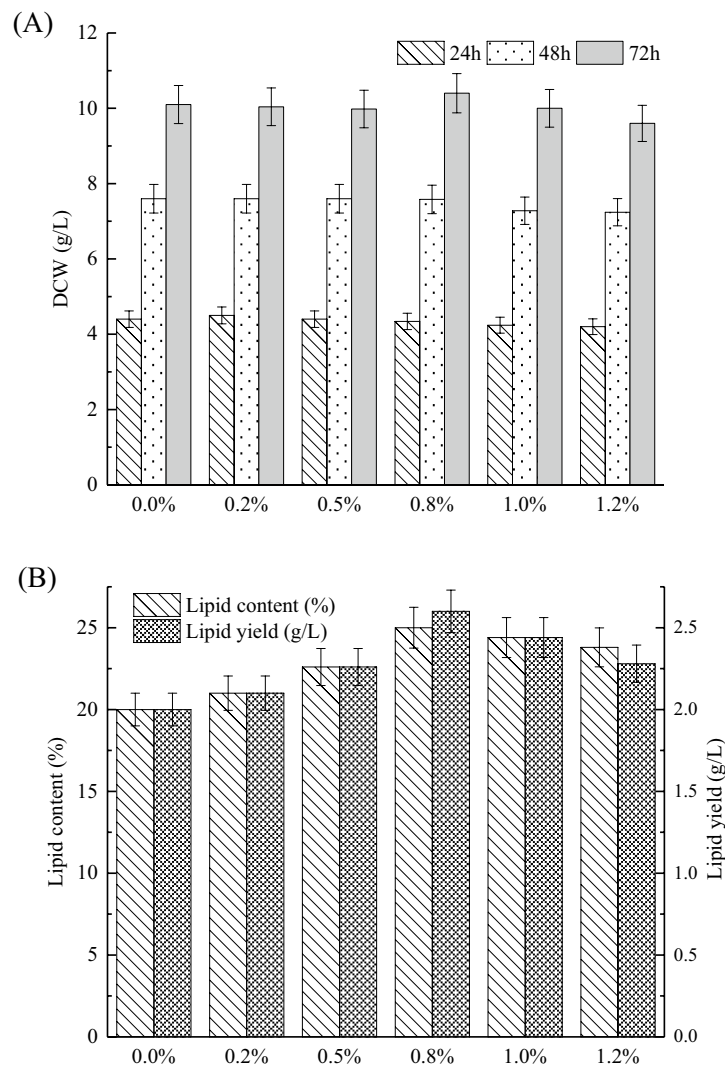 (A)
12
10
8
6
4
2
0
DCW (g/L)
24h 48h 72h
0.0% 0.2% 0.5% 0.8% 1.0% 1.2%
(B)
Lipid content (%)
Lipid yield (g/L)
25
20
15
10
5
0
Lipid content (%)
2.5
2.0
1.5
1.0
0.5
0.0
Lipid yield (g/L)
0.0% 0.2% 0.5% 0.8% 1.0% 1.2%